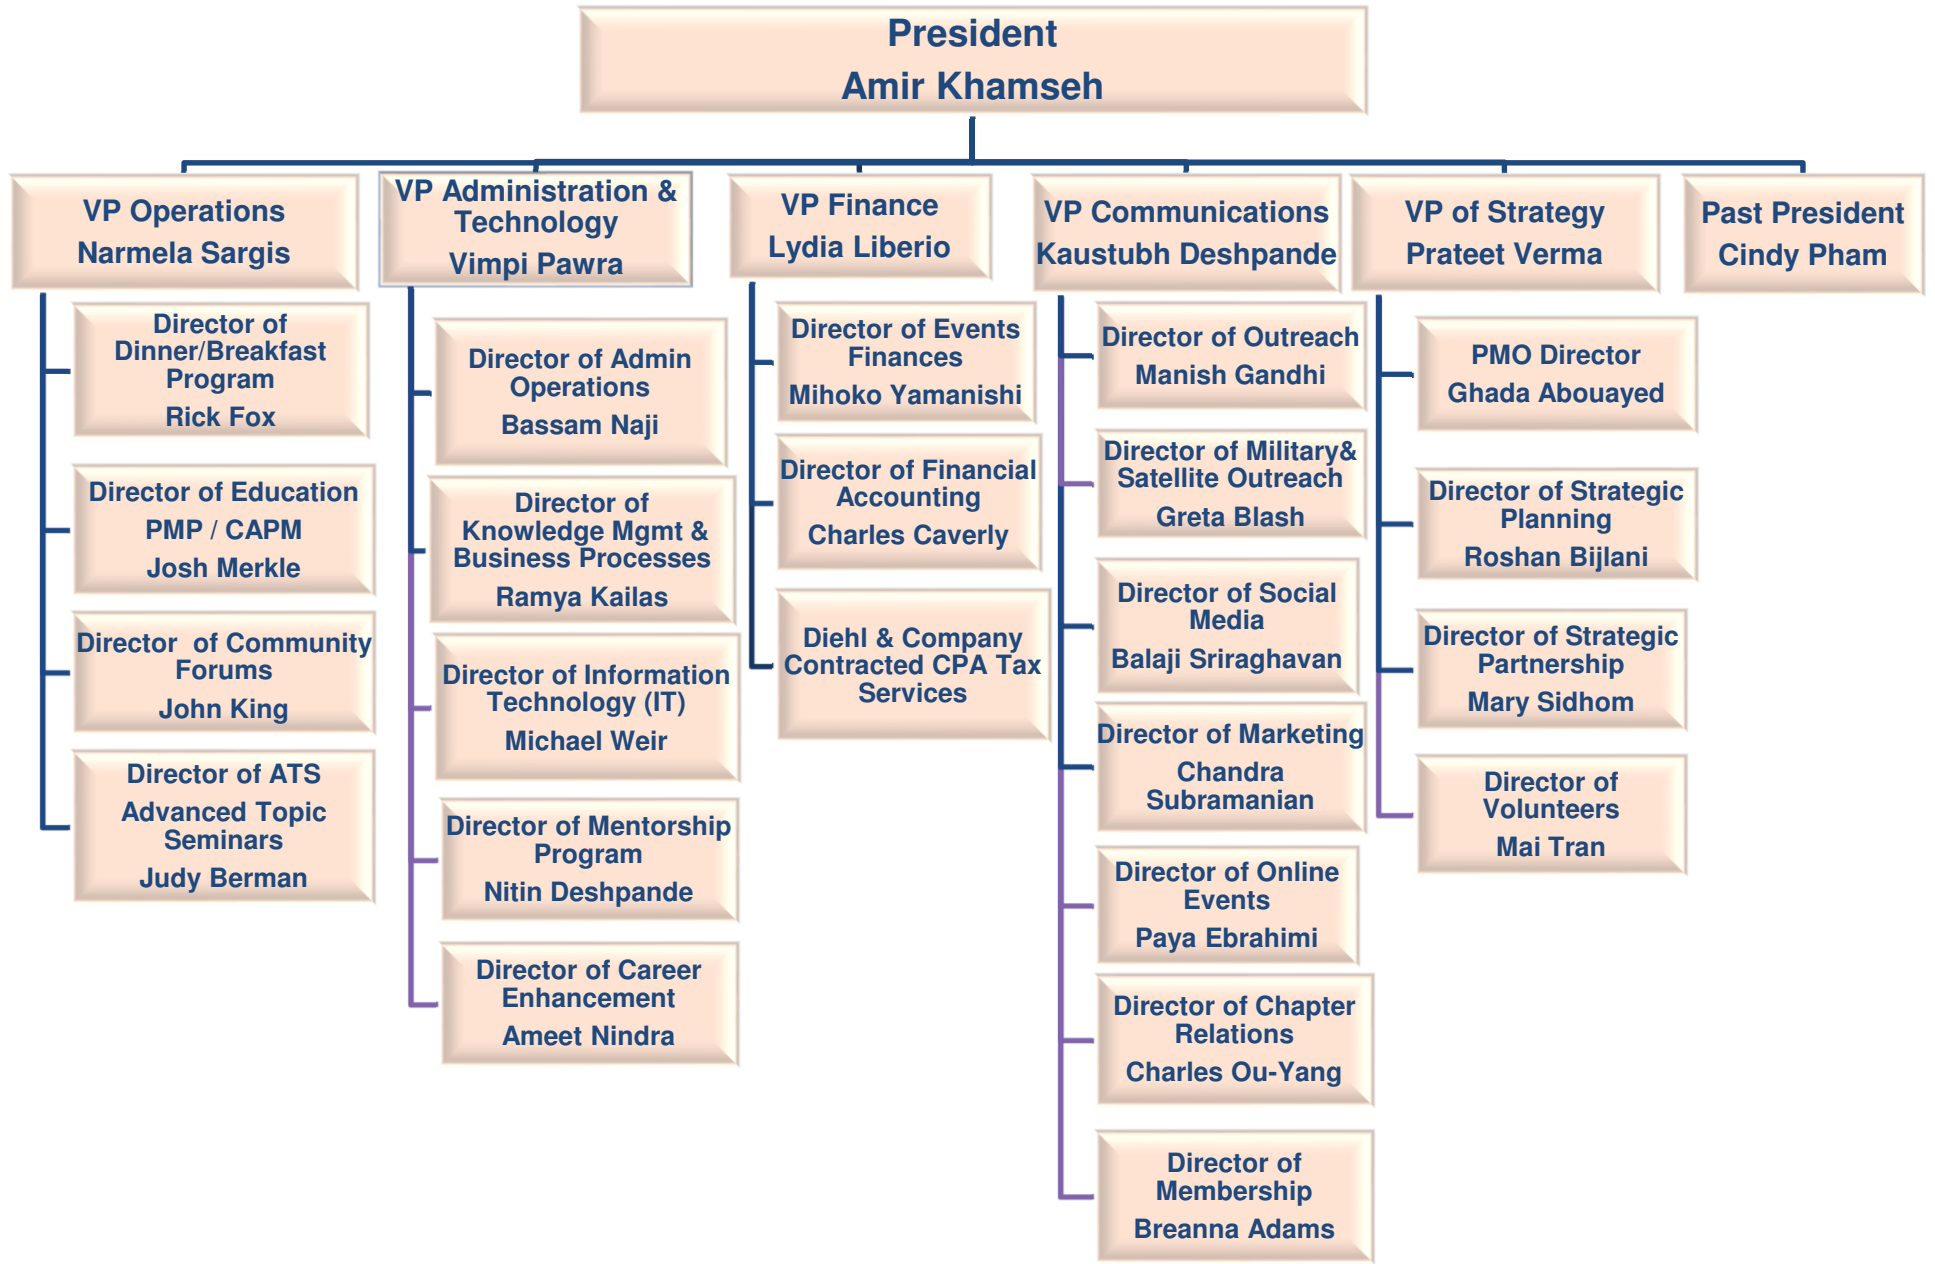 President
Amir Khamseh
VP Operations
Narmela Sargis
Director of
Dinner/Breakfast
Program
Rick Fox
Director of Education
PMP / CAPM
Josh Merkle
Director  of Community
Forums
John King
Director of ATS
Advanced Topic
Seminars
Judy Berman
VP Administration &
Technology
Vimpi Pawra
Director of Admin
Operations
Bassam Naji
Director of
Knowledge Mgmt &
Business Processes
Ramya Kailas
Director of Information
Technology (IT)
Michael Weir
Director of Mentorship
Program
Nitin Deshpande
Director of Career
Enhancement
Ameet Nindra
VP Finance
Lydia Liberio
Director of Events
Finances
Mihoko Yamanishi
Director of Financial
Accounting
Charles Caverly
Diehl & Company
Contracted CPA Tax
Services
VP Communications
Kaustubh Deshpande
Director of Outreach
Manish Gandhi
Director of Military&
Satellite Outreach
Greta Blash
Director of Social
Media
Balaji Sriraghavan
Director of Marketing
Chandra
Subramanian
Director of Online
Events
Paya Ebrahimi
Director of Chapter
Relations
Charles Ou-Yang
Director of
Membership
Breanna Adams
VP of Strategy
Prateet Verma
PMO Director
Ghada Abouayed
Director of Strategic
Planning
Roshan Bijlani
Director of Strategic
Partnership
Mary Sidhom
Director of
Volunteers
Mai Tran
Past President
Cindy Pham